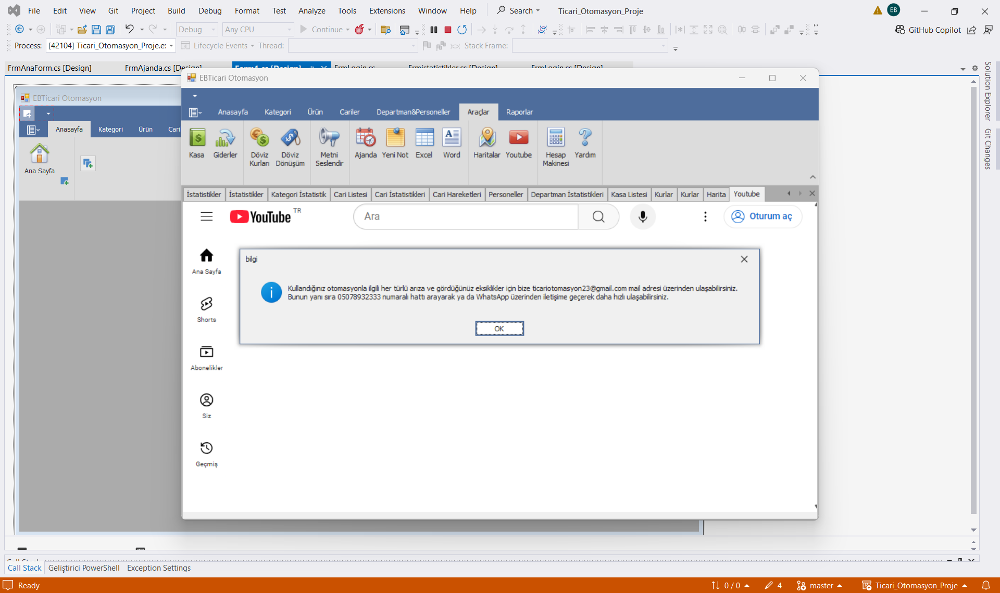 File Edit View Git Project Build Debug Format Test Analyze Tools Extensions Window Help Search Ticari_Otomasyon_Proje EB
Debug Any CPU Continue GitHub Copilot
Process: [42104] Ticari_Otomasyon_Proje.e Lifecycle Events Thread: Stack Frame:
FrmAnaForm.cs [Design] FrmAjanda.cs [Design] Form1.cs [Design] FrmLogin.cs Frmistatistikler.cs [Design] FrmLogin.cs [Design]
Solution Explorer
Git Changes
EBTicari Otomasyon
Anasayfa Kategori Ürün
Ana Sayfa
EBTicari Otomasyon
Anasayfa Kategori Ürün Cariler Departman&Personeller Araçlar Raporlar
Kasa Giderler Döviz Kurları Döviz Dönüşüm Metni Seslendir Ajanda Yeni Not Excel Word Haritalar Youtube Hesap Makinesi Yardım
İstatistikler İstatistikler Kategori İstatistik Cari Listesi Cari İstatistikleri Cari Hareketleri Personeller Departman İstatistikleri Kasa Listesi Kurlar Kurlar Harita Youtube
YouTube TR Ara Oturum aç
Ana Sayfa
Shorts
Abonelikler
Siz
Geçmiş
bilgi
Kullandığınız otomasyonla ilgili her türlü arıza ve gördüğünüz eksiklikler için bize ticariotomasyon23@gmail.com mail adresi üzerinden ulaşabilirsiniz.
Bunun yanı sıra 05078932333 numaralı hattı arayarak ya da WhatsApp üzerinden iletişime geçerek daha hızlı ulaşabilirsiniz.
OK
Call Stack
Call Stack Geliştirici PowerShell Exception Settings
Ready 0 / 0 4 master Ticari_Otomasyon_Proje